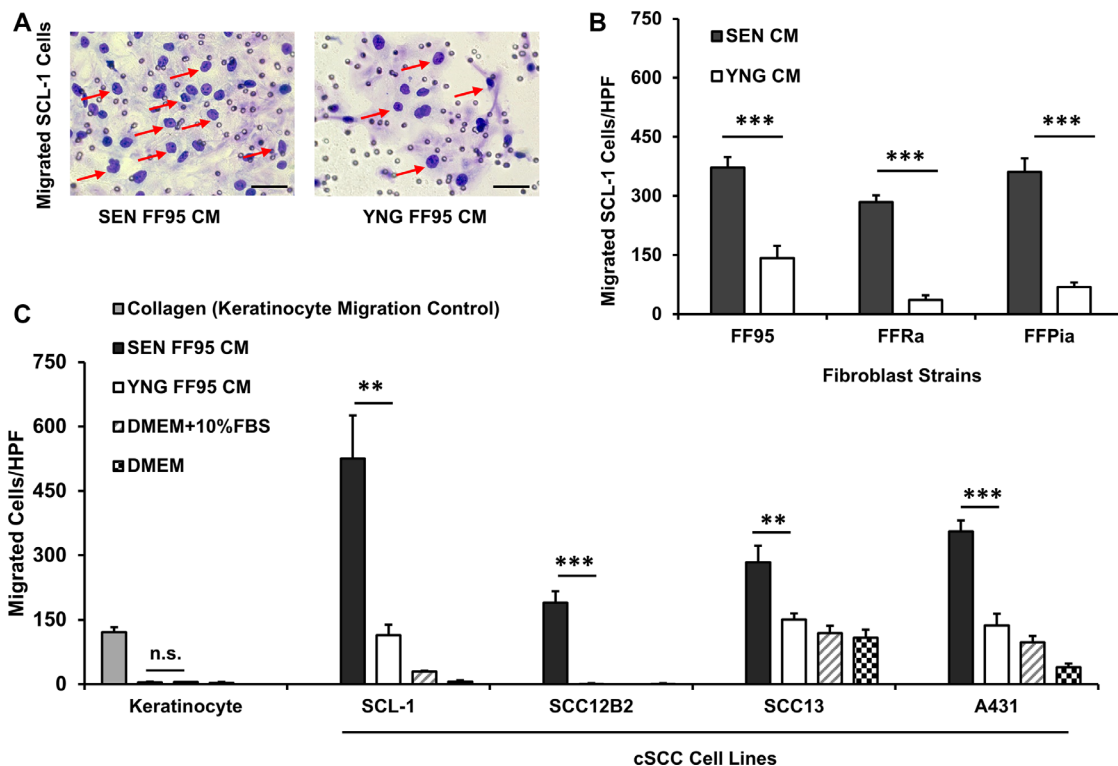 A
Migrated SCL-1 Cells
SEN FF95 CM
YNG FF95 CM
B
Migrated SCL-1 Cells/HPF
750
600
450
300
150
0
SEN CM
YNG CM
***
***
***
FF95
FFRa
FFPia
Fibroblast Strains
C
Collagen (Keratinocyte Migration Control)
SEN FF95 CM
YNG FF95 CM
DMEM+10%FBS
DMEM
Migrated Cells/HPF
750
600
450
300
150
0
n.s.
**
***
**
***
Keratinocyte
SCL-1
SCC12B2
SCC13
A431
cSCC Cell Lines